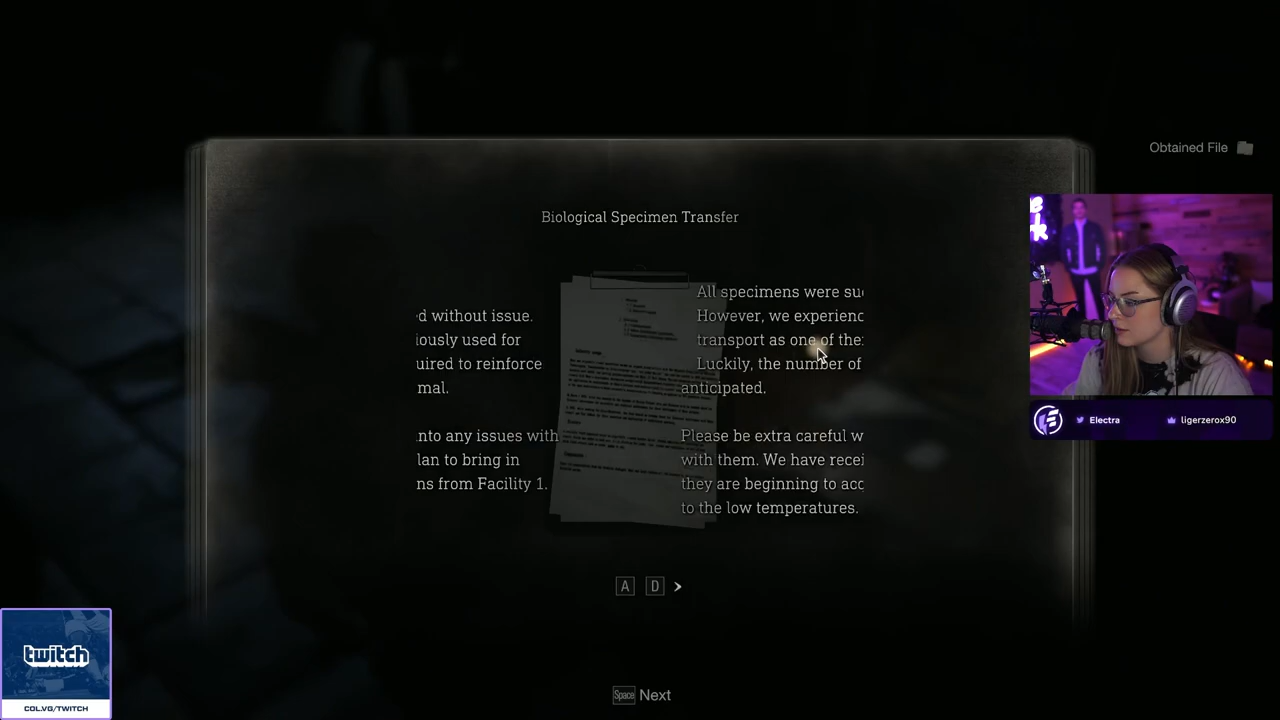 Obtained File
Biological Specimen Transfer
d without issue.
iously used for
uired to reinforce
mal.
nto any issues with
lan to bring in
ns from Facility 1.
All specimens were su
However, we experienc
transport as one of the
Luckily, the number of
anticipated.
Please be extra careful w
with them. We have recei
they are beginning to acc
to the low temperatures.
Electra
ligerzerox90
A D
twitch
COL.VG/TWITCH
Space Next